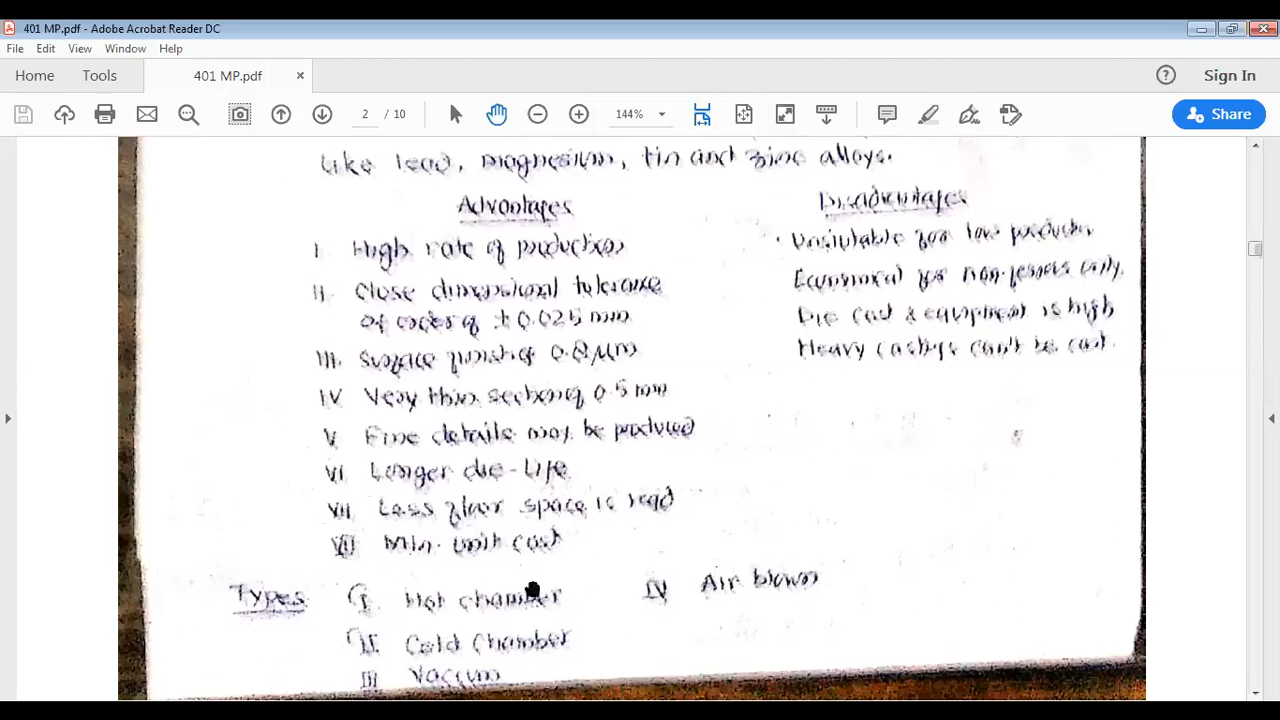 401 MP.pdf - Adobe Acrobat Reader DC
File Edit View Window Help
Home Tools 401 MP.pdf × Sign In
2 / 10 144% Share
like lead, magnesium, tin and zinc alloys.
Advantages
I High rate of production
II Close dimensional tolerance
of order of ± 0.025 mm
III Surface finish of 0.8 μm
IV Very thin section of 0.5 mm
V Fine details may be produced
VI Longer die-life
VII Less floor space is reqd
VIII Min. unit cost
Disadvantages
for low production
Economical for non-ferrous only.
Die cost & equipment is high
Heavy castings can't be cast.
Types
I. Hot chamber
II. Cold chamber
III Vaccum
IV Air blown